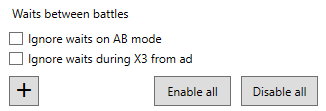 Waits between battles
Ignore waits on AB mode
Ignore waits during X3 from ad
+ Enable all Disable all